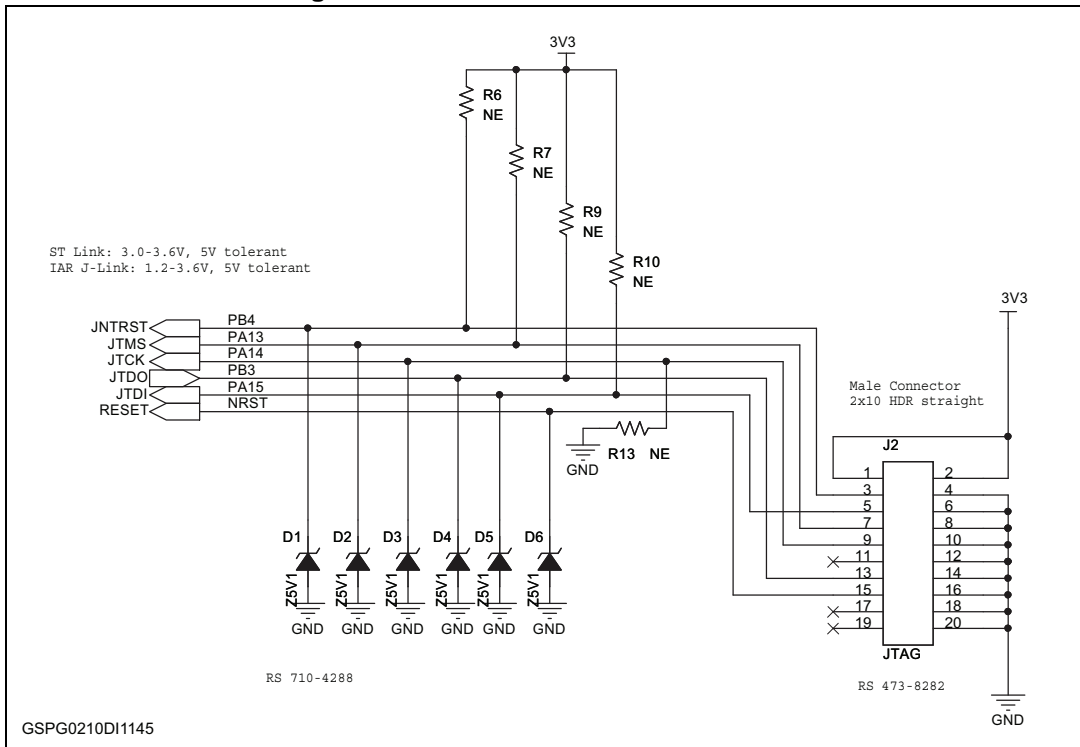 3V3
R6
NE
R7
NE
R9
NE
R10
NE
ST Link: 3.0-3.6V, 5V tolerant
IAR J-Link: 1.2-3.6V, 5V tolerant
3V3
JNTRST PB4
JTMS PA13
JTCK PA14
JTDO PB3
JTDI PA15
RESET NRST
Male Connector
2x10 HDR straight
R13 NE
GND
J2
1 2
3 4
5 6
7 8
9 10
11 12
13 14
15 16
17 18
19 20
JTAG
RS 473-8282
GND
D1 D2 D3 D4 D5 D6
Z5V1 Z5V1 Z5V1 Z5V1 Z5V1 Z5V1
GND GND GND GND GND GND
RS 710-4288
GSPG0210DI1145